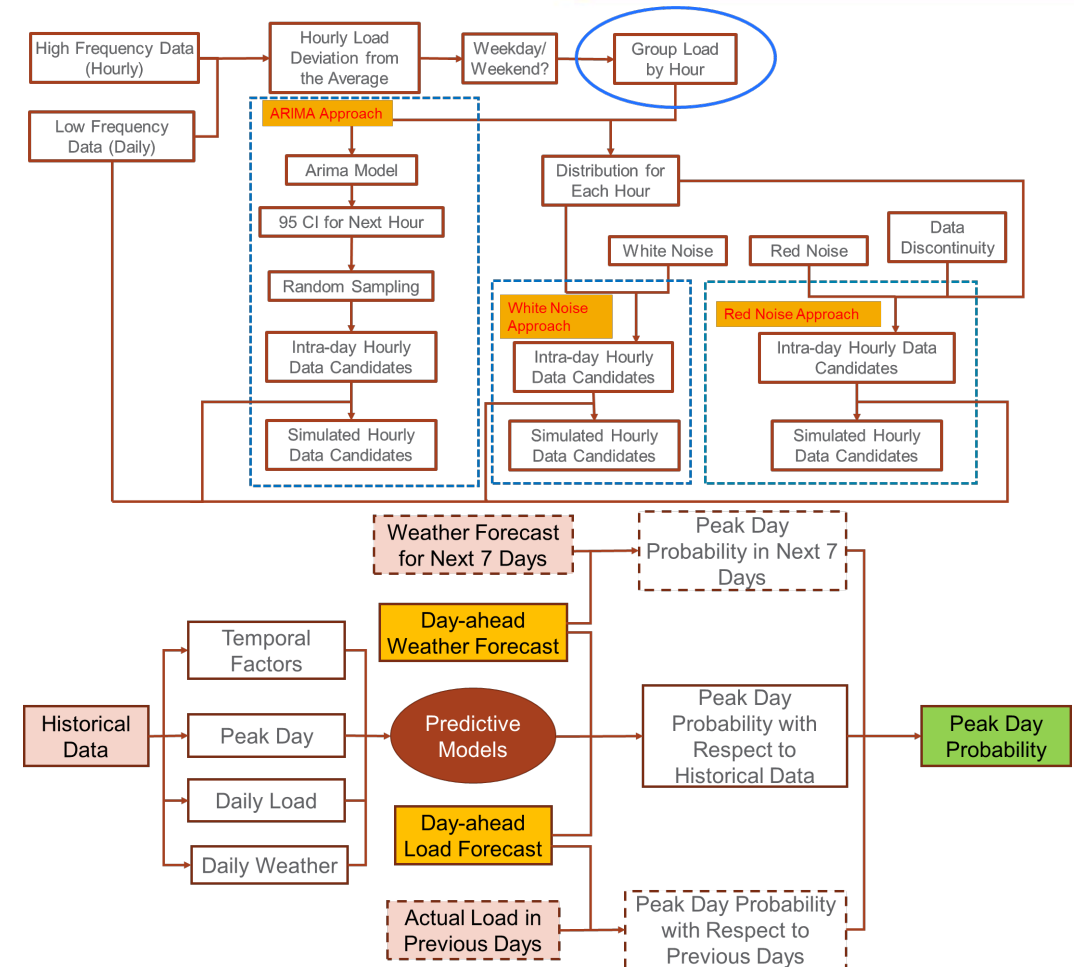 High Frequency Data
(Hourly)
Hourly Load
Deviation from
the Average
Weekday/
Weekend?
Group Load
by Hour
Low Frequency
Data (Daily)
ARIMA Approach
Arima Model
95 CI for Next Hour
Random Sampling
Intra-day Hourly
Data Candidates
Simulated Hourly
Data Candidates
Distribution for
Each Hour
White Noise
Red Noise
Data
Discontinuity
White Noise
Approach
Intra-day Hourly
Data Candidates
Simulated Hourly
Data Candidates
Red Noise Approach
Intra-day Hourly Data
Candidates
Simulated Hourly
Data Candidates
Weather Forecast
for Next 7 Days
Peak Day
Probability in Next 7
Days
Day-ahead
Weather Forecast
Temporal
Factors
Historical
Data
Peak Day
Predictive
Models
Peak Day
Probability with
Respect to
Historical Data
Peak Day
Probability
Daily Load
Day-ahead
Load Forecast
Daily Weather
Actual Load in
Previous Days
Peak Day Probability
with Respect to
Previous Days